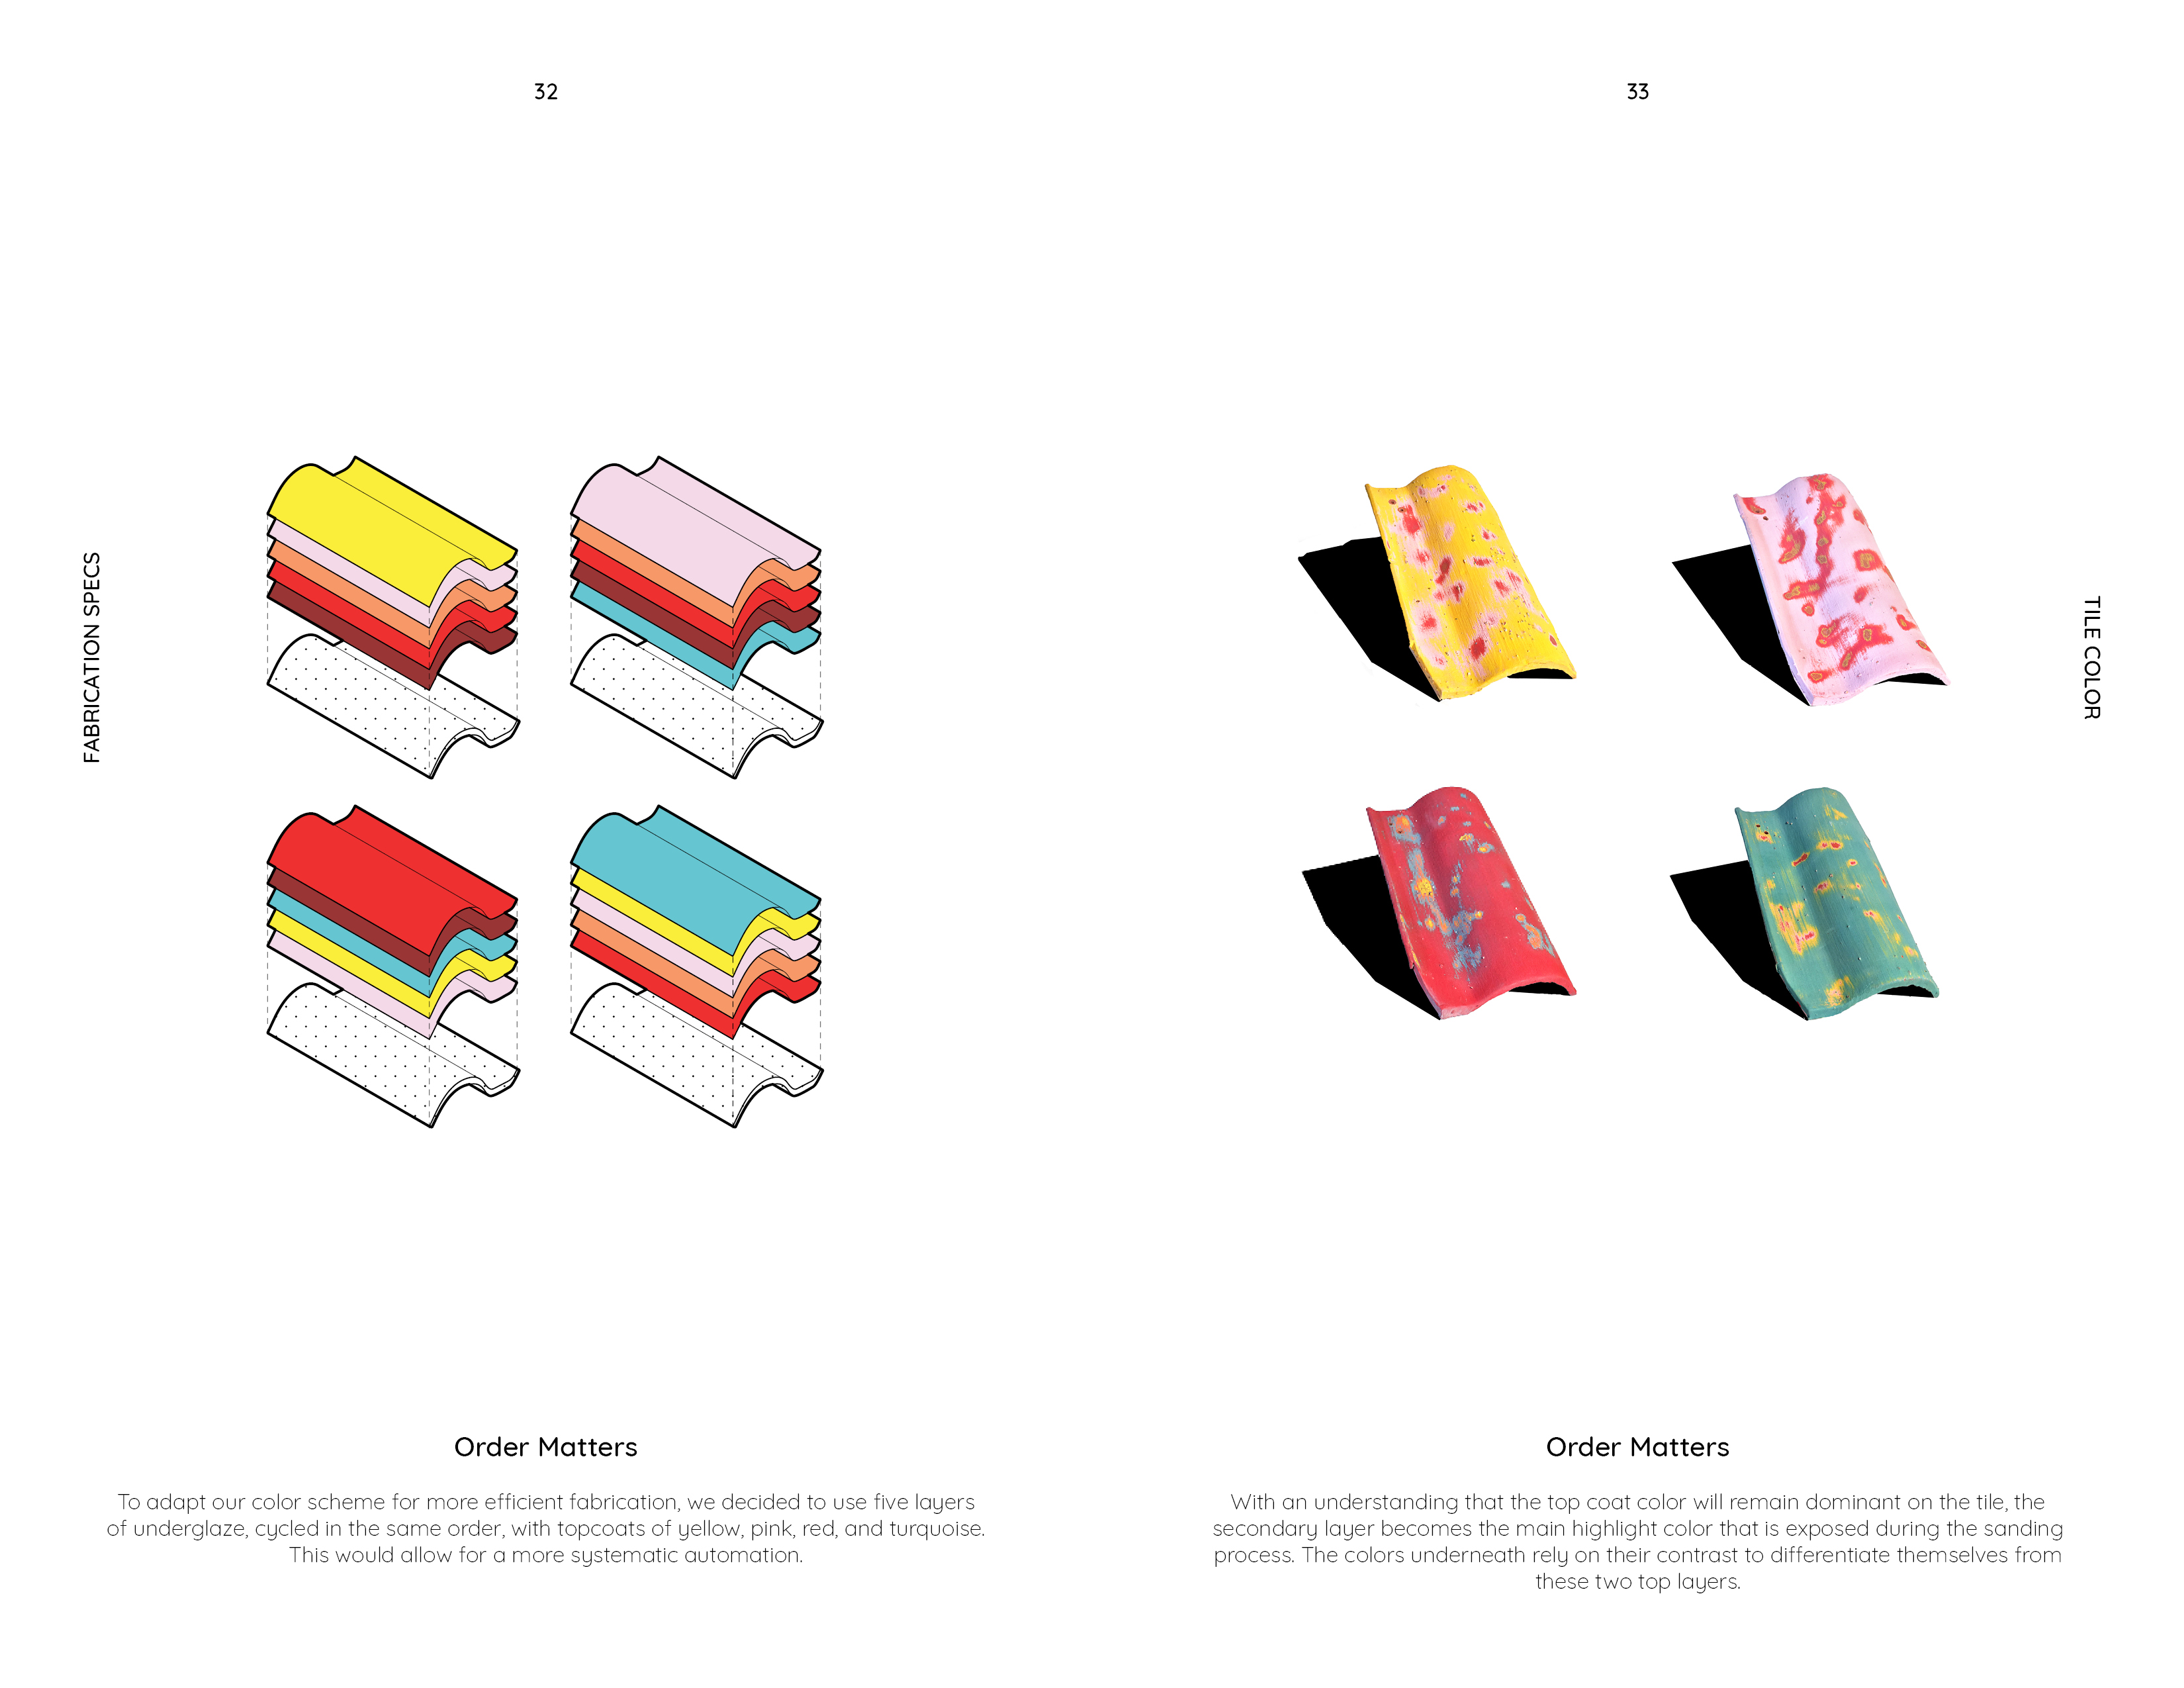 32
FABRICATION SPECS
Order Matters
To adapt our color scheme for more efficient fabrication, we decided to use five layers
of underglaze, cycled in the same order, with topcoats of yellow, pink, red, and turquoise.
This would allow for a more systematic automation.
33
TILE COLOR
Order Matters
With an understanding that the top coat color will remain dominant on the tile, the
secondary layer becomes the main highlight color that is exposed during the sanding
process. The colors underneath rely on their contrast to differentiate themselves from
these two top layers.